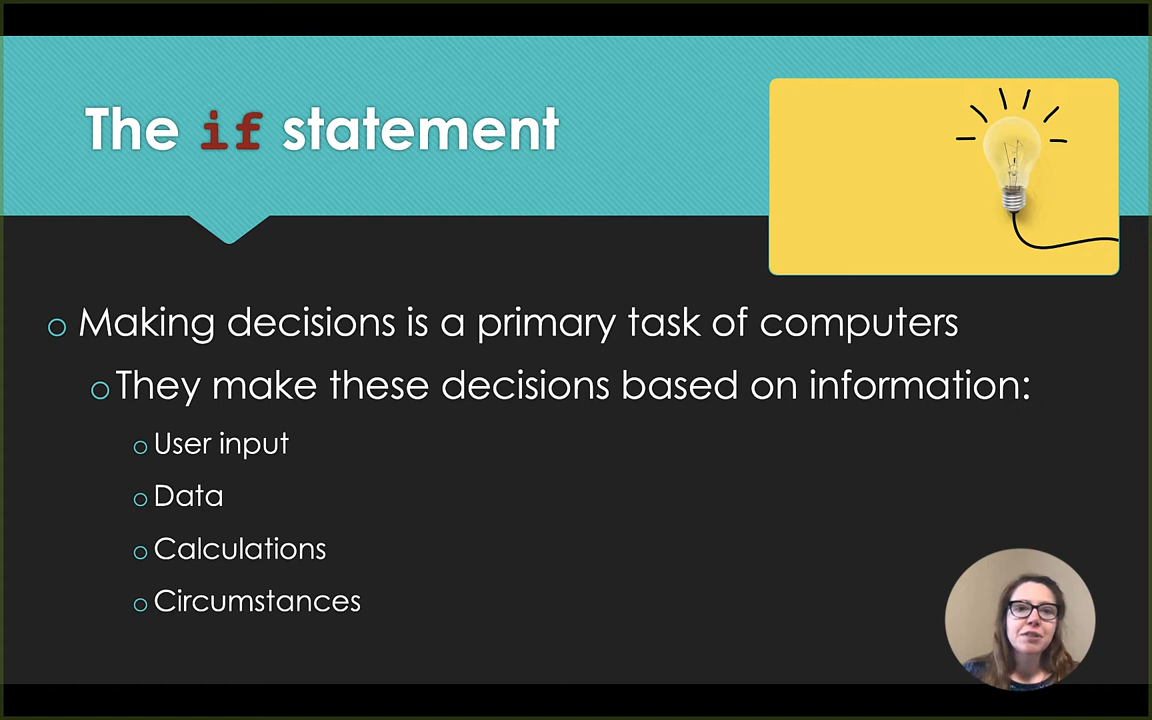 The if statement
Making decisions is a primary task of computers
They make these decisions based on information:
User input
Data
Calculations
Circumstances